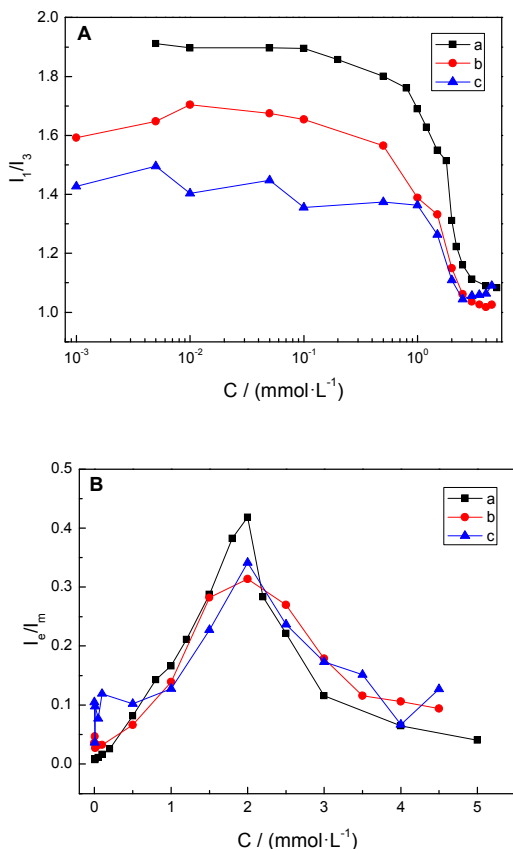 A
a
b
c
2.0
1.8
1.6
1.4
1.2
1.0
I₁/I₃
10⁻³ 10⁻² 10⁻¹ 10⁰
C / (mmol·L⁻¹)
B
a
b
c
0.5
0.4
0.3
0.2
0.1
0.0
Iₑ/Iₘ
0 1 2 3 4 5
C / (mmol·L⁻¹)